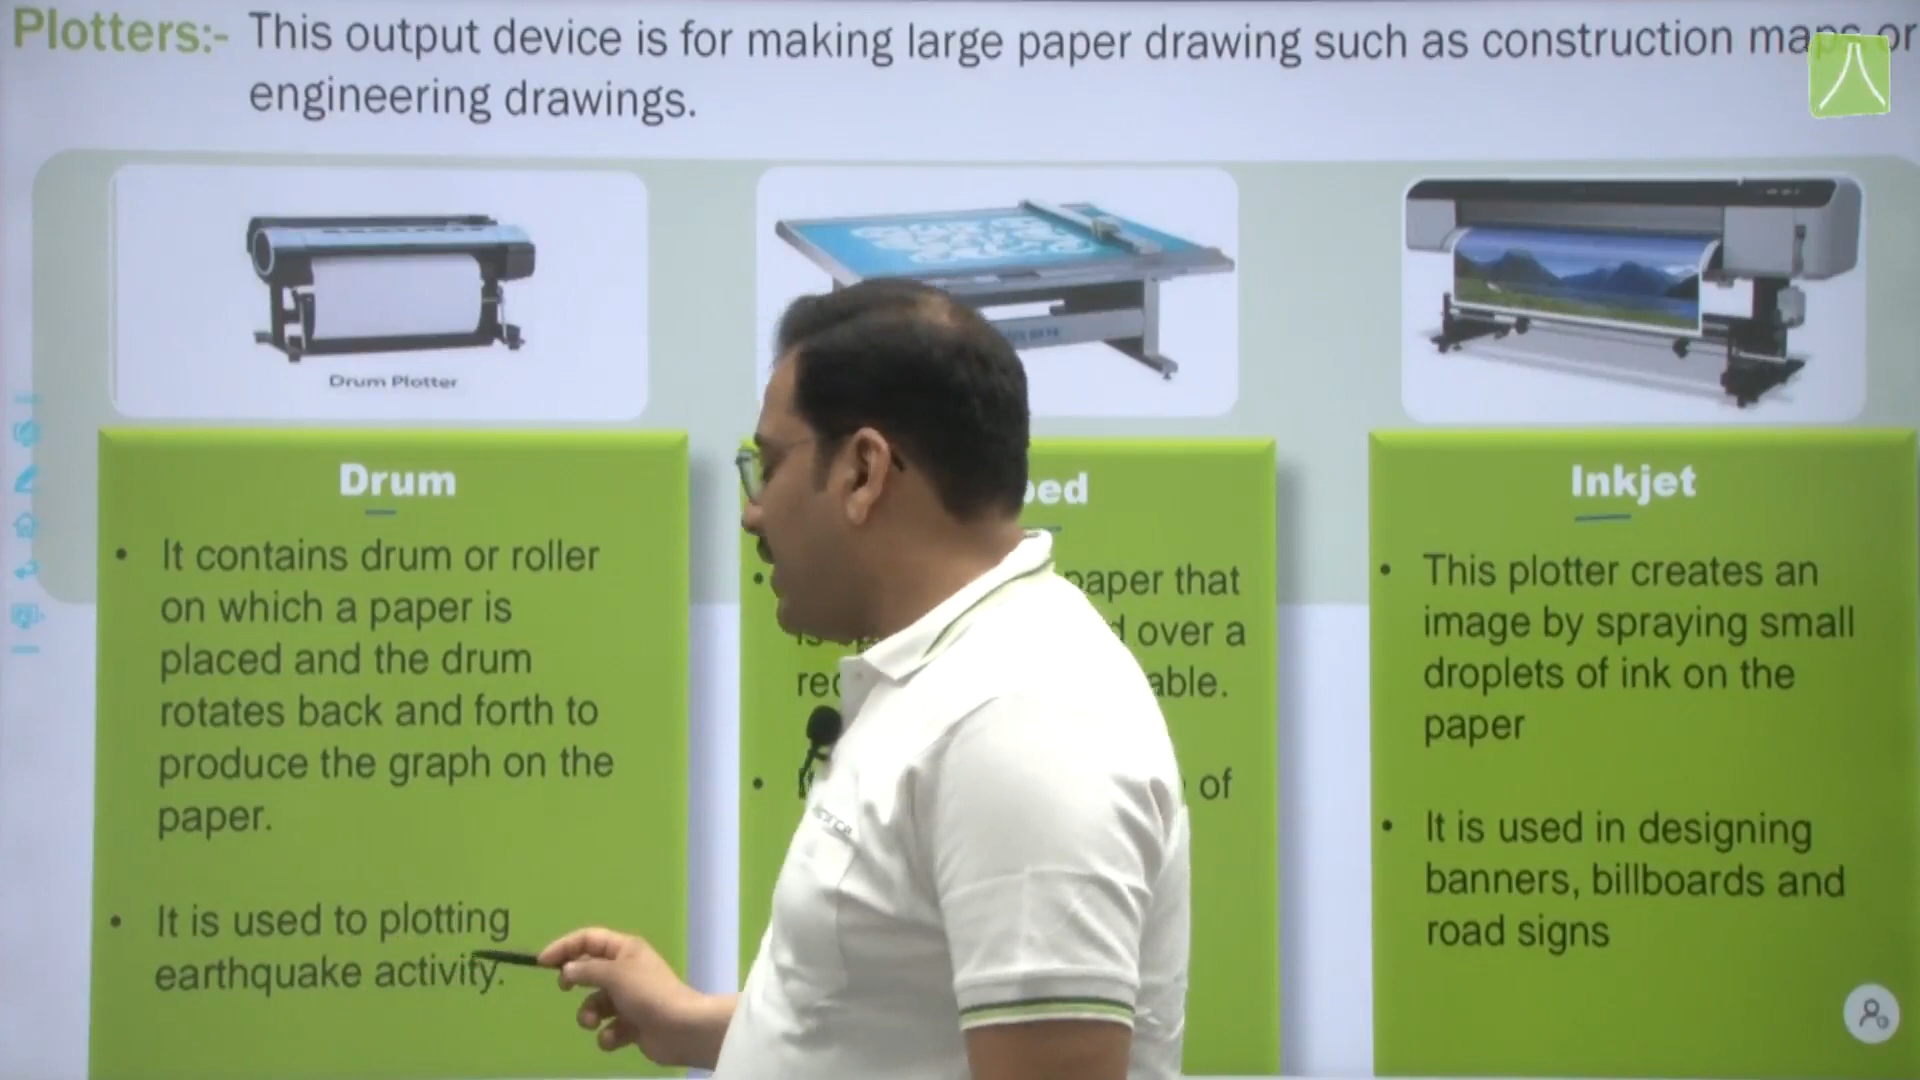 Plotters:- This output device is for making large paper drawing such as construction maps or
engineering drawings.
Drum Plotter
Drum
• It contains drum or roller
on which a paper is
placed and the drum
rotates back and forth to
produce the graph on the
paper.
• It is used to plotting
earthquake activity.
paper that
over a
• of
Inkjet
• This plotter creates an
image by spraying small
droplets of ink on the
paper
• It is used in designing
banners, billboards and
road signs